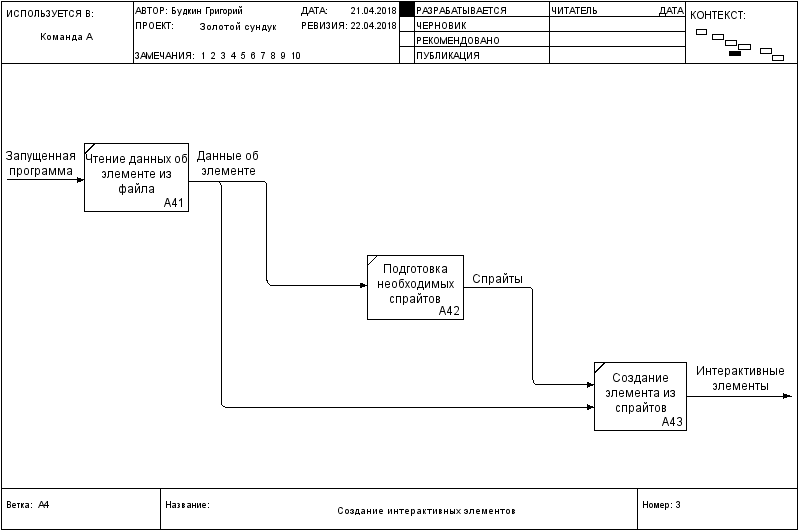 ИСПОЛЬЗУЕТСЯ В:
Команда А
АВТОР: Будкин Григорий
ДАТА: 21.04.2018
ПРОЕКТ: Золотой сундук
РЕВИЗИЯ: 22.04.2018
ЗАМЕЧАНИЯ: 1 2 3 4 5 6 7 8 9 10
РАЗРАБАТЫВАЕТСЯ
ЧЕРНОВИК
РЕКОМЕНДОВАНО
ПУБЛИКАЦИЯ
ЧИТАТЕЛЬ ДАТА
КОНТЕКСТ:
Запущенная
программа
Чтение данных об
элементе из
файла
А41
Данные об
элементе
Подготовка
необходимых
спрайтов
А42
Спрайты
Создание
элемента из
спрайтов
А43
Интерактивные
элементы
Ветка: А4
Название:
Создание интерактивных элементов
Номер: 3